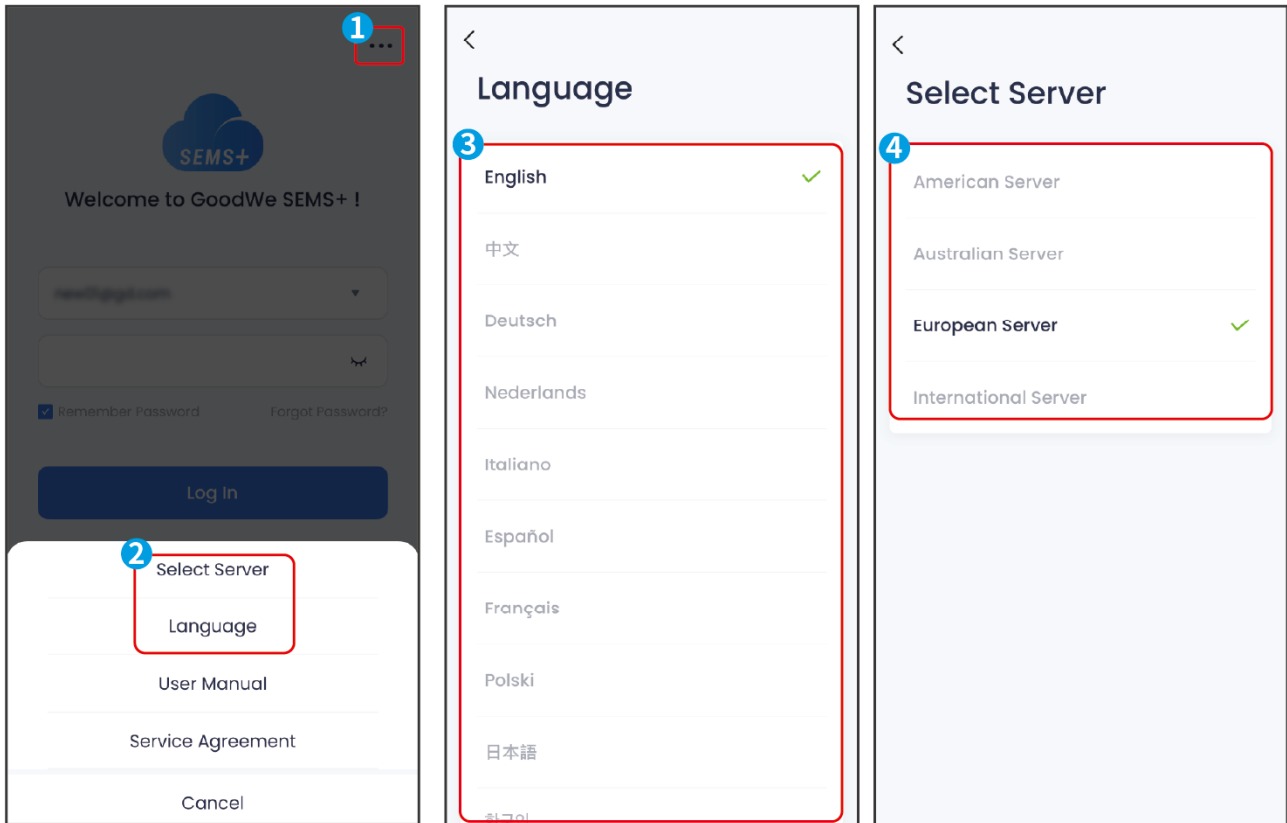 1
SEMS+
Welcome to GoodWe SEMS+ !
Remember Password Forgot Password?
Log In
2
Select Server
Language
User Manual
Service Agreement
Cancel
Language
3
English
中文
Deutsch
Nederlands
Italiano
Español
Français
Polski
日本語
Select Server
4
American Server
Australian Server
European Server
International Server